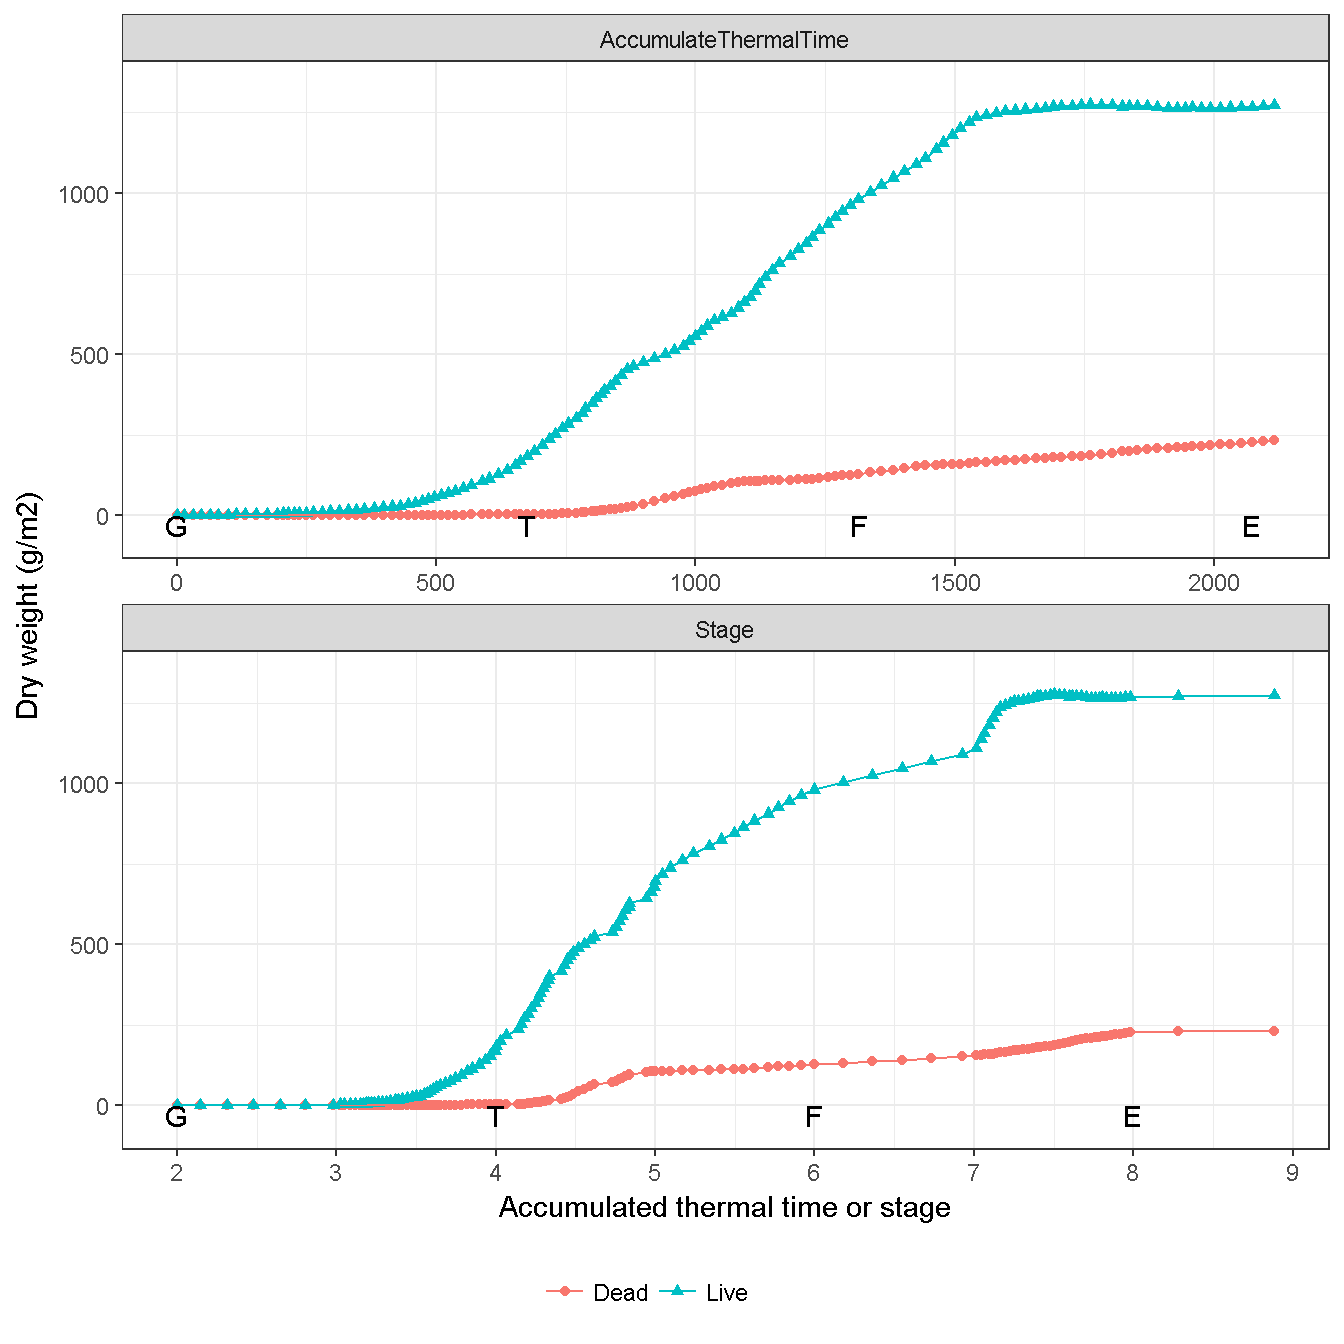 AccumulateThermalTime
1000
500
0
G T F E
0 500 1000 1500 2000
Dry weight (g/m2)
Stage
1000
500
0
G T F E
2 3 4 5 6 7 8 9
Accumulated thermal time or stage
Dead Live